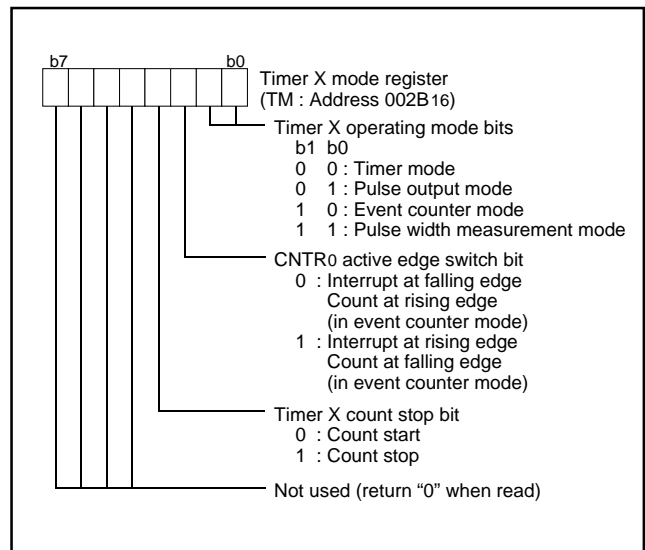 b7 b0
Timer X mode register
(TM : Address 002B16)
Timer X operating mode bits
b1 b0
0 0 : Timer mode
0 1 : Pulse output mode
1 0 : Event counter mode
1 1 : Pulse width measurement mode
CNTR0 active edge switch bit
0 : Interrupt at falling edge
Count at rising edge
(in event counter mode)
1 : Interrupt at rising edge
Count at falling edge
(in event counter mode)
Timer X count stop bit
0 : Count start
1 : Count stop
Not used (return “0” when read)